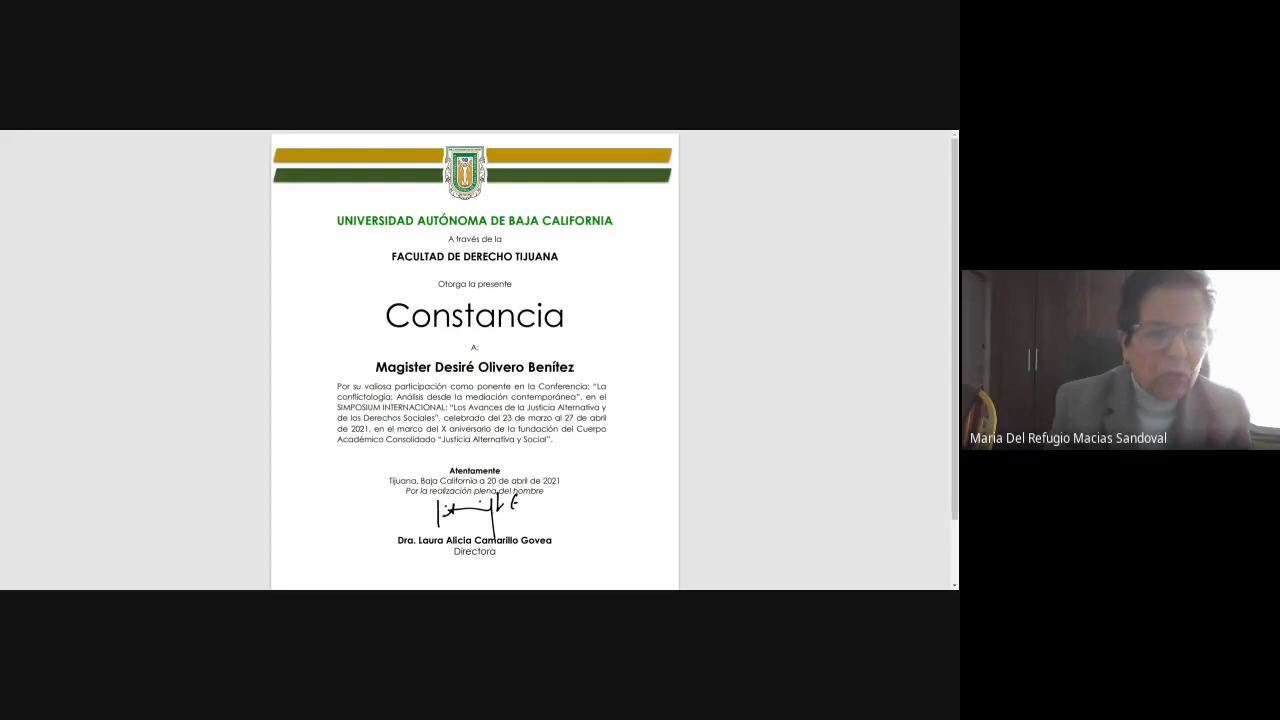 UNIVERSIDAD AUTÓNOMA DE BAJA CALIFORNIA
A través de la
FACULTAD DE DERECHO TIJUANA
Otorga la presente
Constancia
A:
Magister Desiré Olivero Benítez
Por su valiosa participación como ponente en la Conferencia: “La
conflictología: Análisis desde la mediación contemporánea”, en el
SIMPOSIUM INTERNACIONAL: “Los Avances de la Justicia Alternativa y
de los Derechos Sociales”, celebrado del 23 de marzo al 27 de abril
de 2021, en el marco del X aniversario de la fundación del Cuerpo
Académico Consolidado “Justicia Alternativa y Social”.
Atentamente
Tijuana, Baja California a 20 de abril de 2021
Por la realización plena del hombre
Dra. Laura Alicia Camarillo Govea
Directora
Maria Del Refugio Macias Sandoval